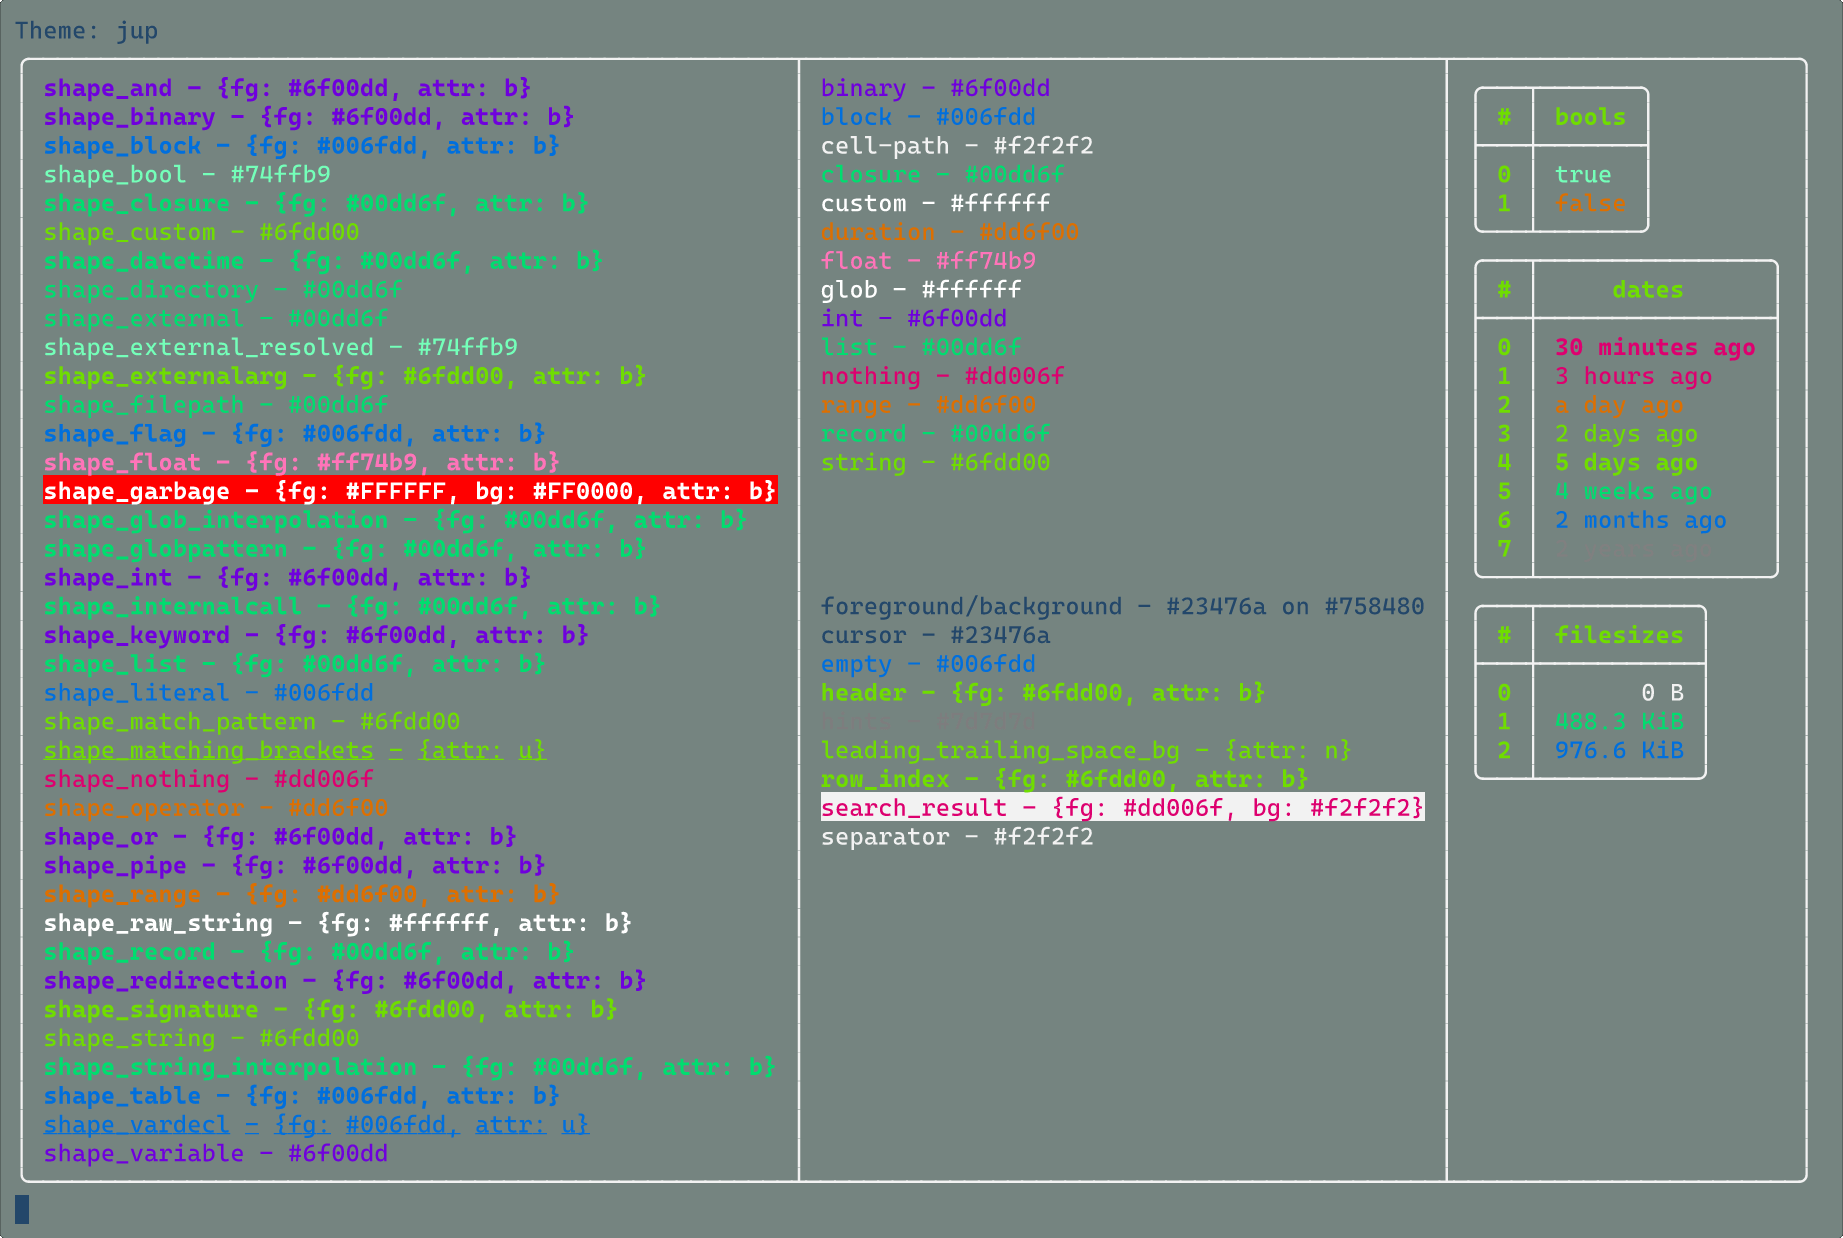 Theme: jup
shape_and - {fg: #6f00dd, attr: b}
shape_binary - {fg: #6f00dd, attr: b}
shape_block - {fg: #006fdd, attr: b}
shape_bool - #74ffb9
shape_closure - {fg: #00dd6f, attr: b}
shape_custom - #6fdd00
shape_datetime - {fg: #00dd6f, attr: b}
shape_directory - #00dd6f
shape_external - #00dd6f
shape_external_resolved - #74ffb9
shape_externalarg - {fg: #6fdd00, attr: b}
shape_filepath - #00dd6f
shape_flag - {fg: #006fdd, attr: b}
shape_float - {fg: #ff74b9, attr: b}
shape_garbage - {fg: #FFFFFF, bg: #FF0000, attr: b}
shape_glob_interpolation - {fg: #00dd6f, attr: b}
shape_globpattern - {fg: #00dd6f, attr: b}
shape_int - {fg: #6f00dd, attr: b}
shape_internalcall - {fg: #00dd6f, attr: b}
shape_keyword - {fg: #6f00dd, attr: b}
shape_list - {fg: #00dd6f, attr: b}
shape_literal - #006fdd
shape_match_pattern - #6fdd00
shape_matching_brackets - {attr: u}
shape_nothing - #dd006f
shape_operator - #dd6f00
shape_or - {fg: #6f00dd, attr: b}
shape_pipe - {fg: #6f00dd, attr: b}
shape_range - {fg: #dd6f00, attr: b}
shape_raw_string - {fg: #ffffff, attr: b}
shape_record - {fg: #00dd6f, attr: b}
shape_redirection - {fg: #6f00dd, attr: b}
shape_signature - {fg: #6fdd00, attr: b}
shape_string - #6fdd00
shape_string_interpolation - {fg: #00dd6f, attr: b}
shape_table - {fg: #006fdd, attr: b}
shape_vardecl - {fg: #006fdd, attr: u}
shape_variable - #6f00dd
binary - #6f00dd
block - #006fdd
cell-path - #f2f2f2
closure - #00dd6f
custom - #ffffff
duration - #dd6f00
float - #ff74b9
glob - #ffffff
int - #6f00dd
list - #00dd6f
nothing - #dd006f
range - #dd6f00
record - #00dd6f
string - #6fdd00
foreground/background - #23476a on #758480
cursor - #23476a
empty - #006fdd
header - {fg: #6fdd00, attr: b}
leading_trailing_space_bg - {attr: n}
row_index - {fg: #6fdd00, attr: b}
search_result - {fg: #dd006f, bg: #f2f2f2}
separator - #f2f2f2
# bools
0 true
1 false
# dates
0 30 minutes ago
1 3 hours ago
2 a day ago
3 2 days ago
4 5 days ago
5 4 weeks ago
6 2 months ago
7
# filesizes
0 0 B
1 488.3 KiB
2 976.6 KiB